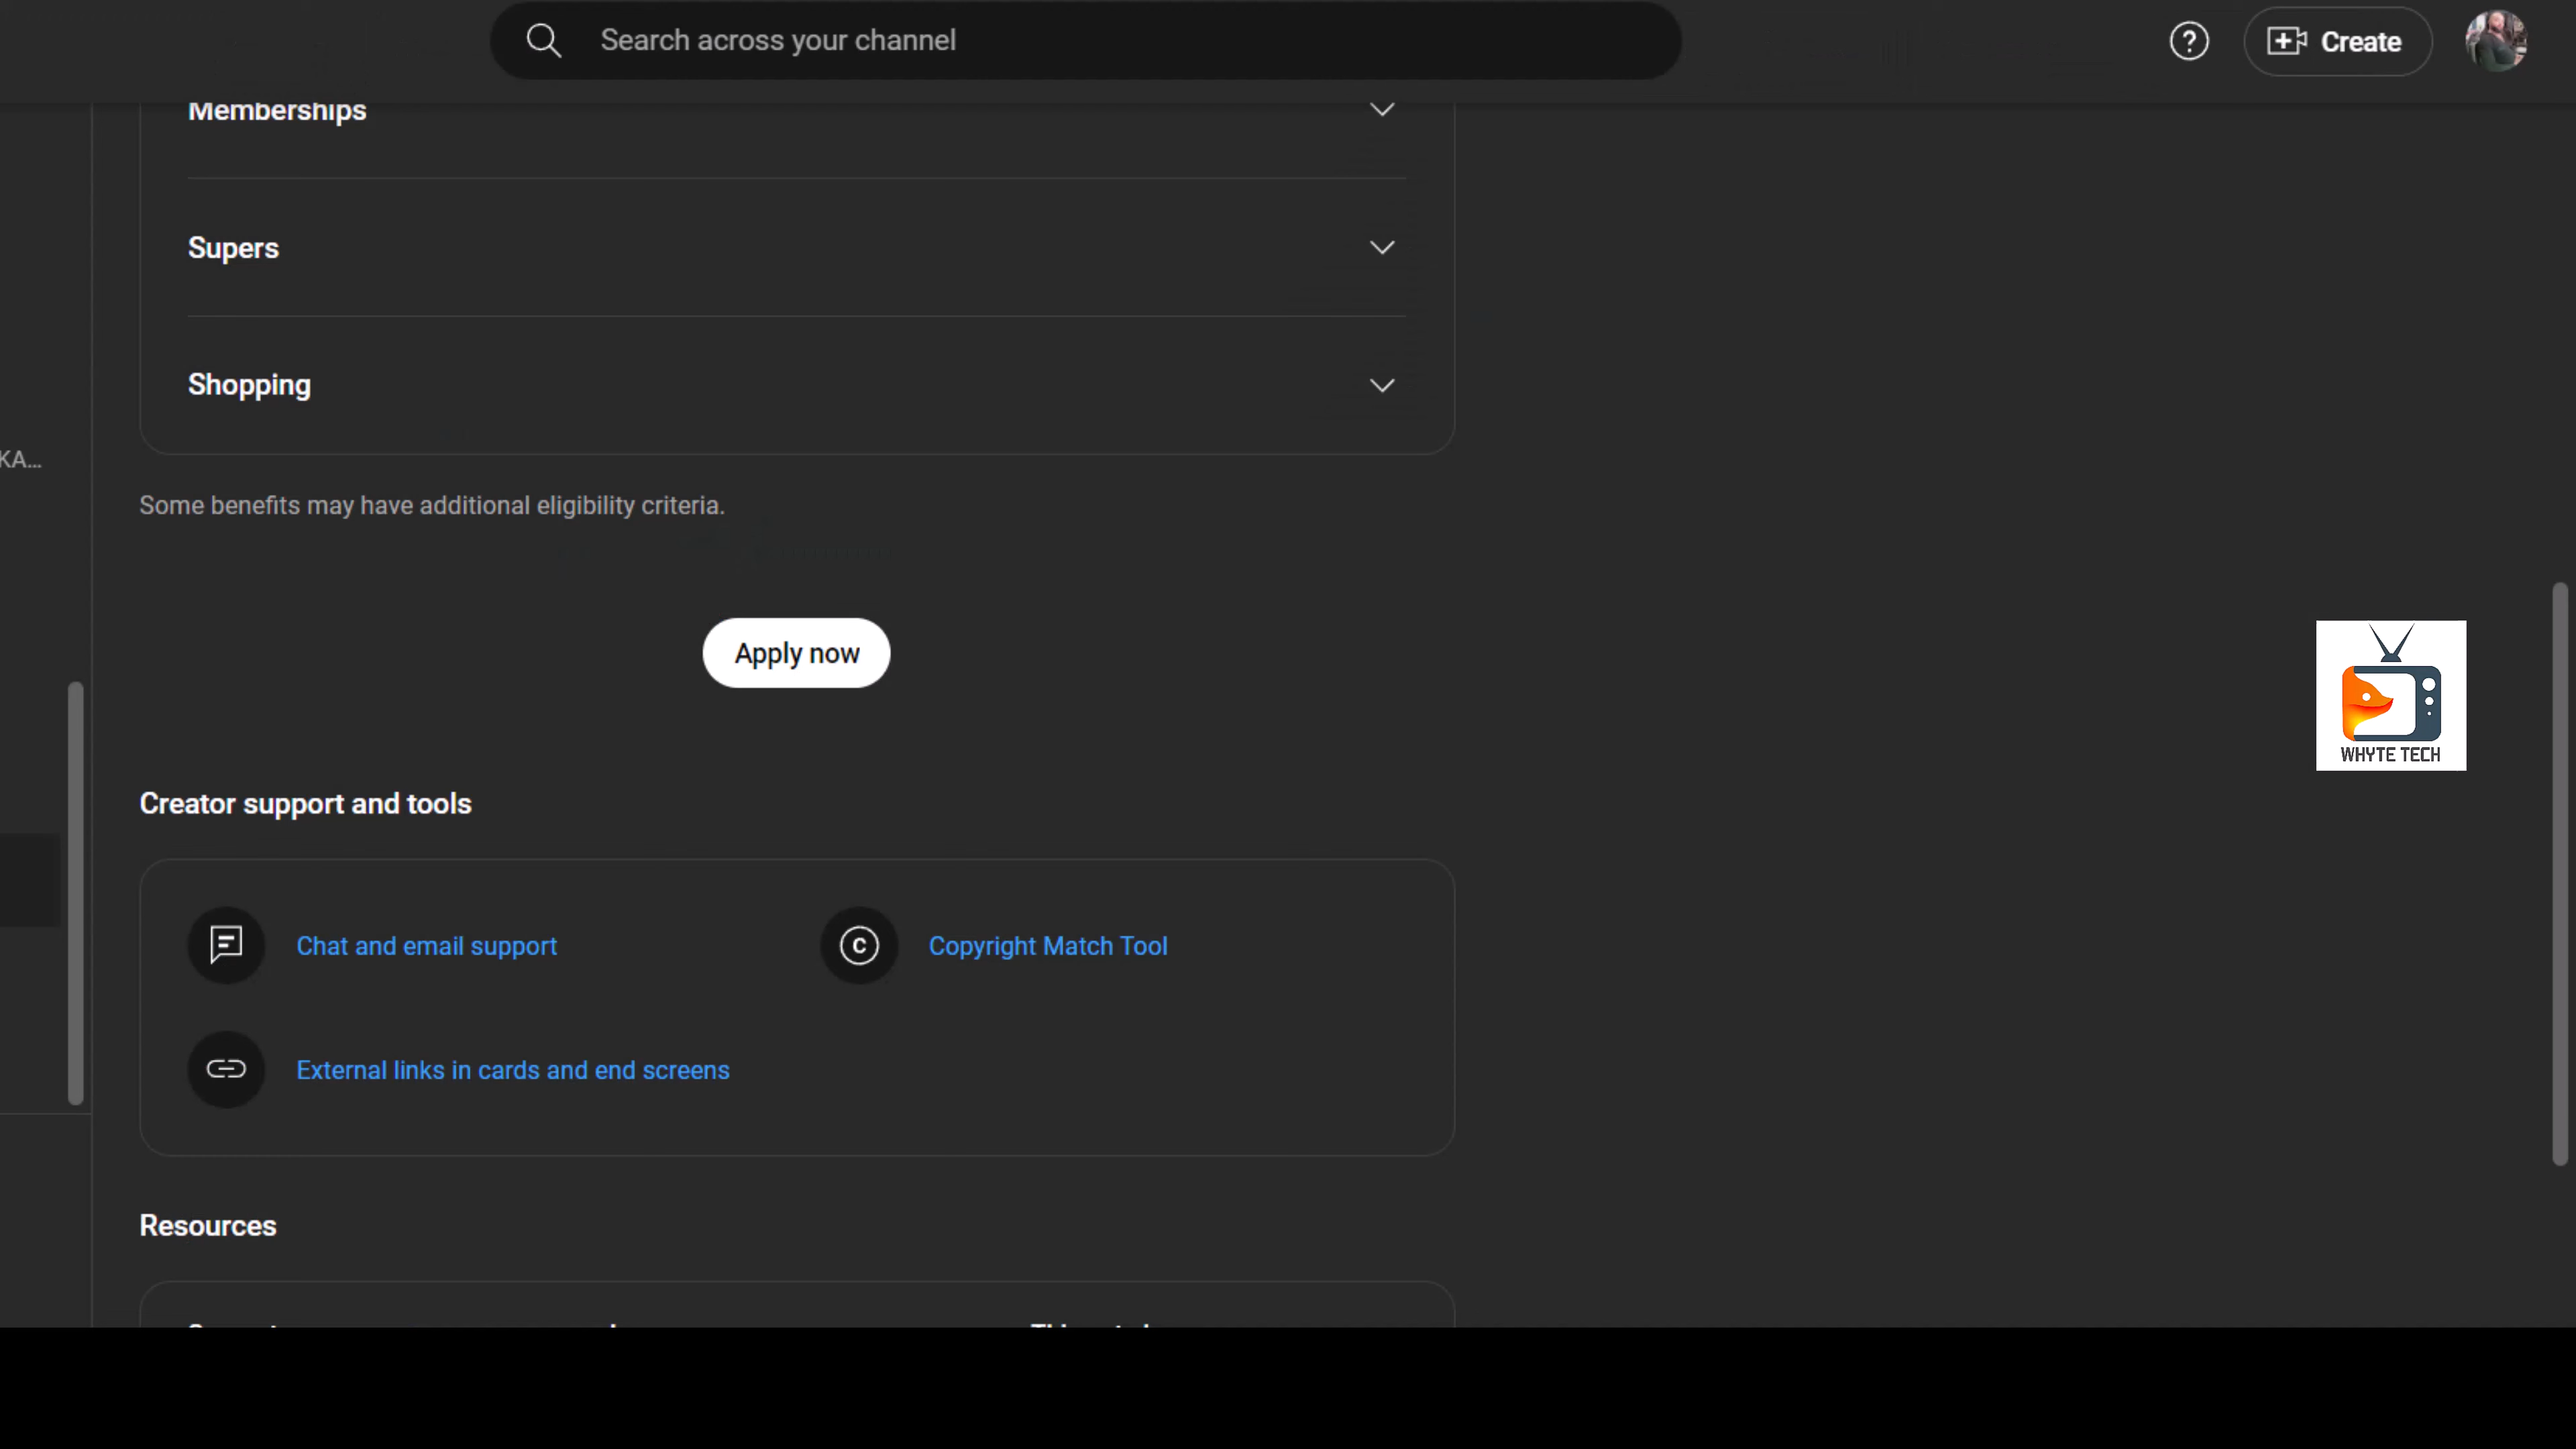 Search across your channel
Create
Memberships
Supers
Shopping
KA...
Some benefits may have additional eligibility criteria.
Apply now
WHYTE TECH
Creator support and tools
Chat and email support
Copyright Match Tool
External links in cards and end screens
Resources